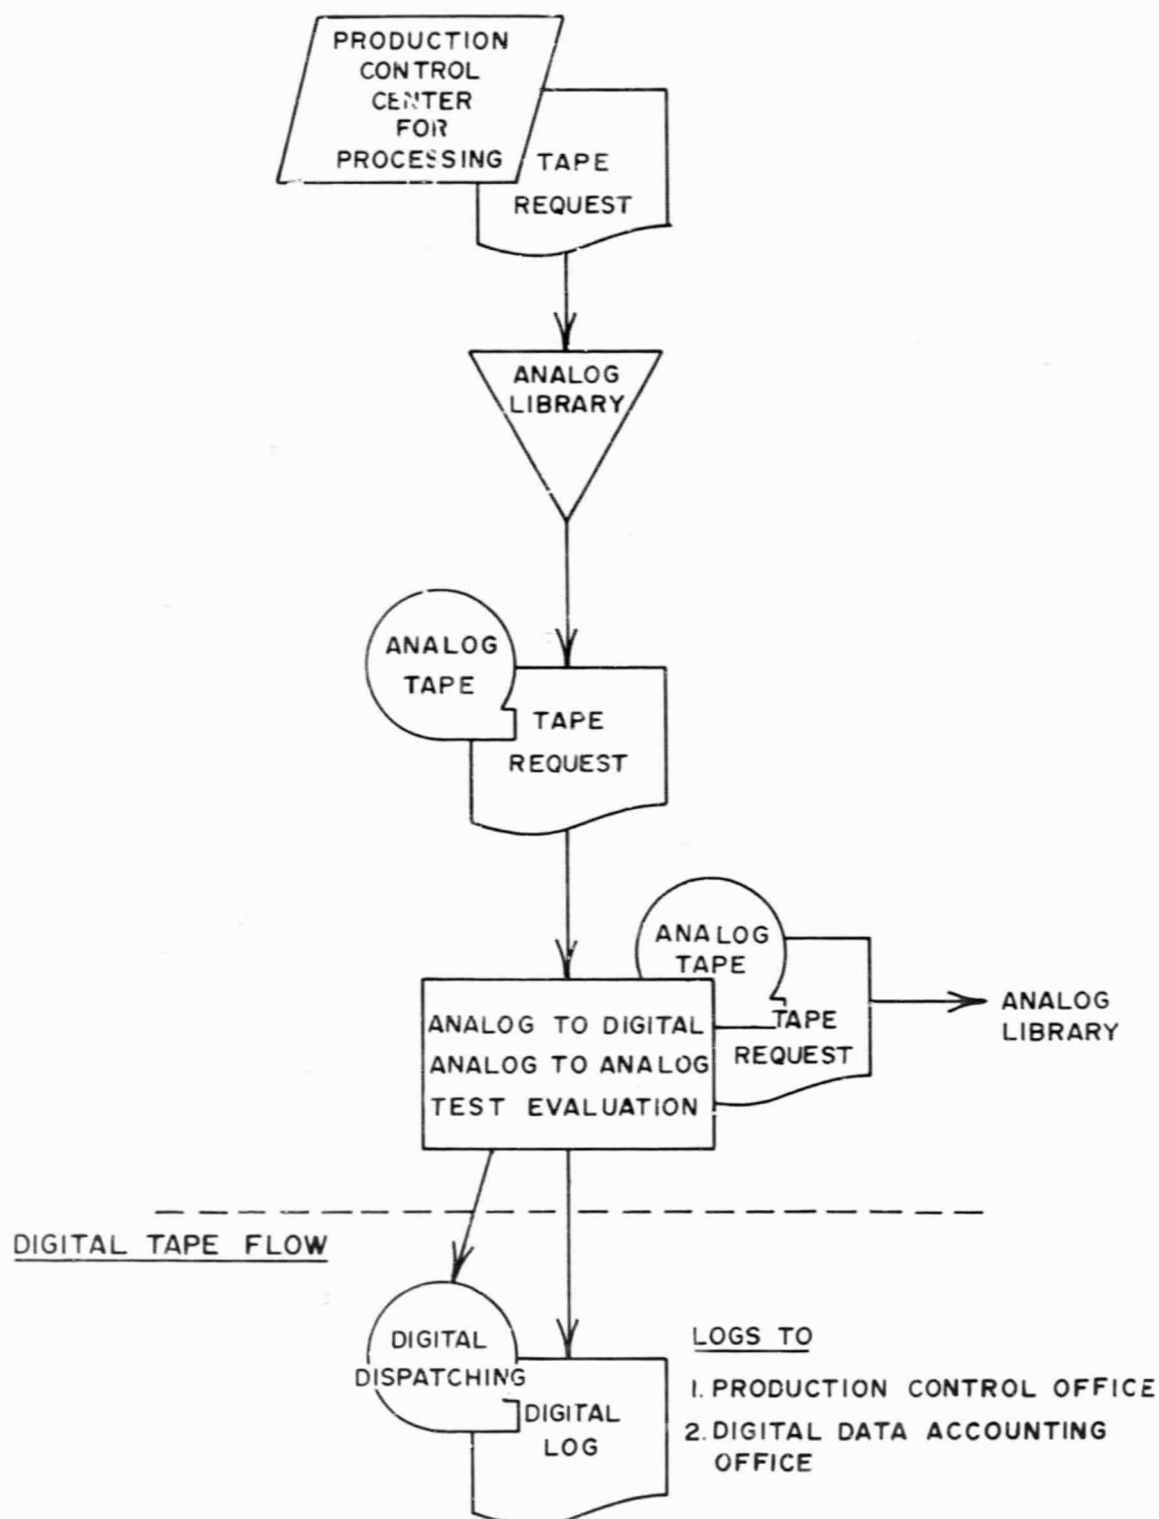 PRODUCTION
CONTROL
CENTER
FOR
PROCESSING
TAPE
REQUEST
ANALOG
LIBRARY
ANALOG
TAPE
TAPE
REQUEST
ANALOG
TAPE
TAPE
REQUEST
ANALOG
LIBRARY
ANALOG TO DIGITAL
ANALOG TO ANALOG
TEST EVALUATION
DIGITAL TAPE FLOW
DIGITAL
DISPATCHING
DIGITAL
LOG
LOGS TO
1. PRODUCTION CONTROL OFFICE
2. DIGITAL DATA ACCOUNTING
OFFICE